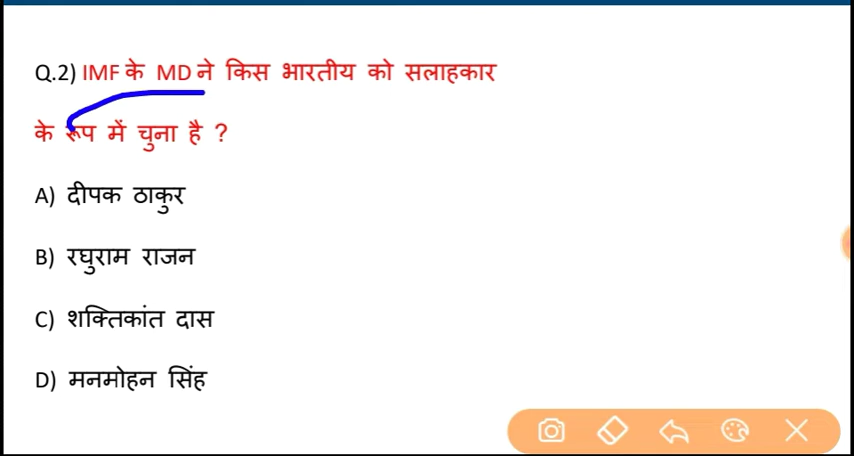 Q.2) IMF के MD ने किस भारतीय को सलाहकार
के रूप में चुना है ?
A) दीपक ठाकुर
B) रघुराम राजन
C) शक्तिकांत दास
D) मनमोहन सिंह